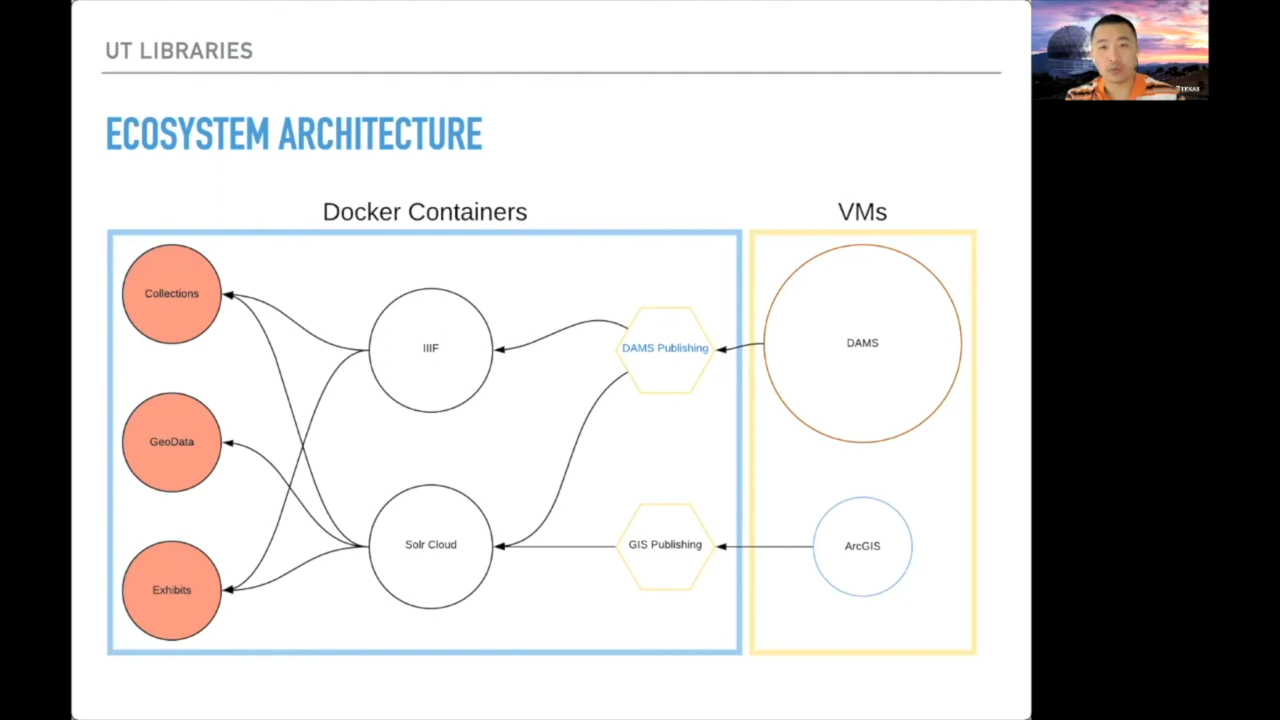 UT LIBRARIES
ECOSYSTEM ARCHITECTURE
Docker Containers
VMs
Collections
IIIF
DAMS Publishing
DAMS
GeoData
Solr Cloud
GIS Publishing
ArcGIS
Exhibits
TEXAS